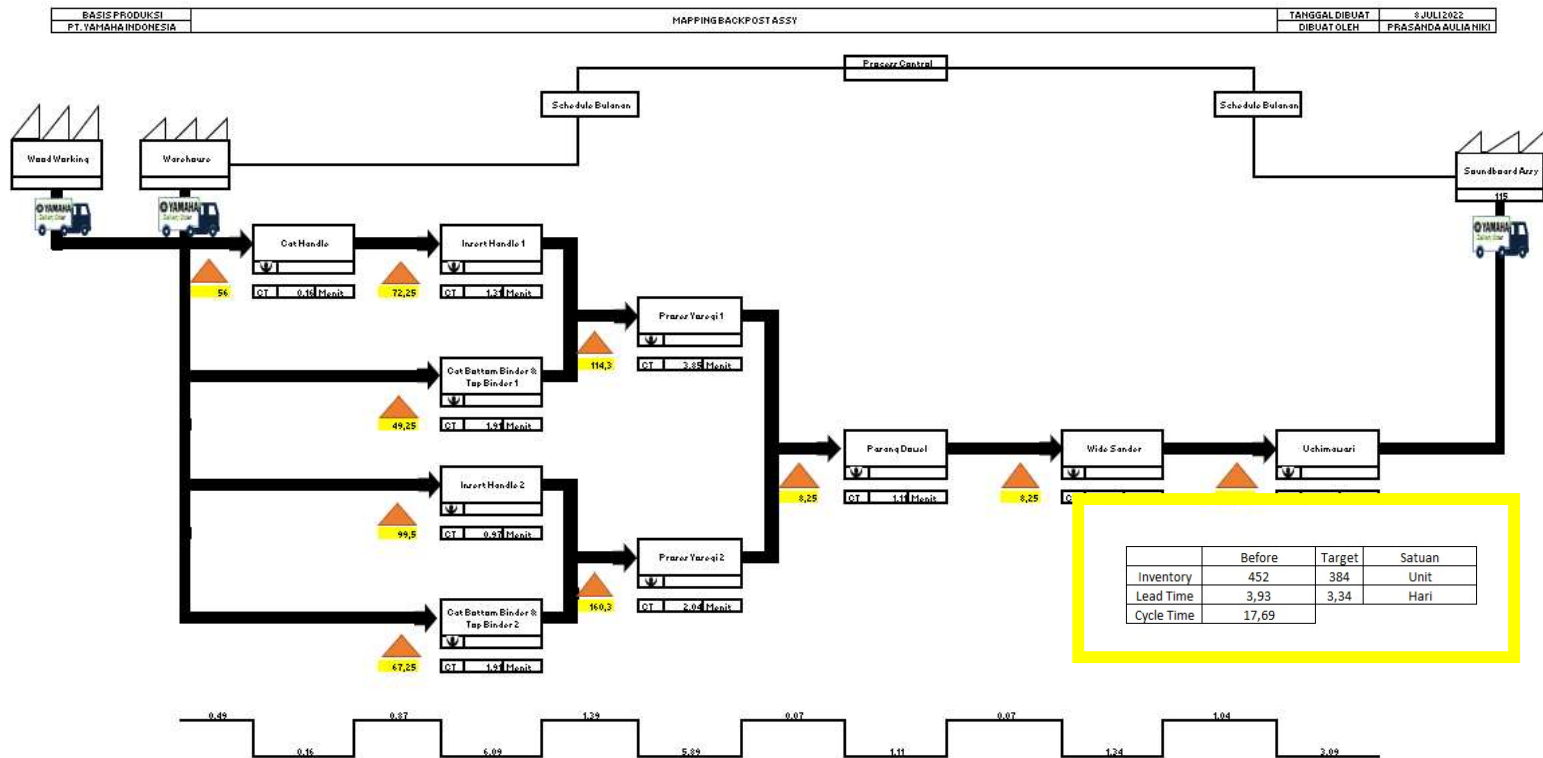 BASIS PRODUKSI
PT. YAMAHA INDONESIA
MAPPING BACKPOST ASSY
TANGGAL DIBUAT
8 JULI 2022
DIBUAT OLEH
PRASANDA AULIA NIKI
Process Control
Schedule Bulanan
Schedule Bulanan
Wood Working
Warehouse
Soundboard Assy
115
YAMAHA
YAMAHA
YAMAHA
Cat Handle
CT 0.16 Menit
Insert Handle 1
CT 1.31 Menit
56
72,25
Proses Yaregi 1
CT 3.85 Menit
114,3
Cat Bottom Binder &
Top Binder 1
CT 1.91 Menit
49,25
Parang Dowel
CT 1.11 Menit
8,25
Wide Sander
8,25
Uchimawari
Insert Handle 2
CT 0.97 Menit
99,5
Proses Yaregi 2
CT 2.04 Menit
160,3
Cat Bottom Binder &
Top Binder 2
CT 1.91 Menit
67,25
Before Target Satuan
Inventory 452 384 Unit
Lead Time 3,93 3,34 Hari
Cycle Time 17,69
0.49 0.87 1.39 0.07 0.07 1.04
0.16 6.09 5.89 1.11 1.34 3.09